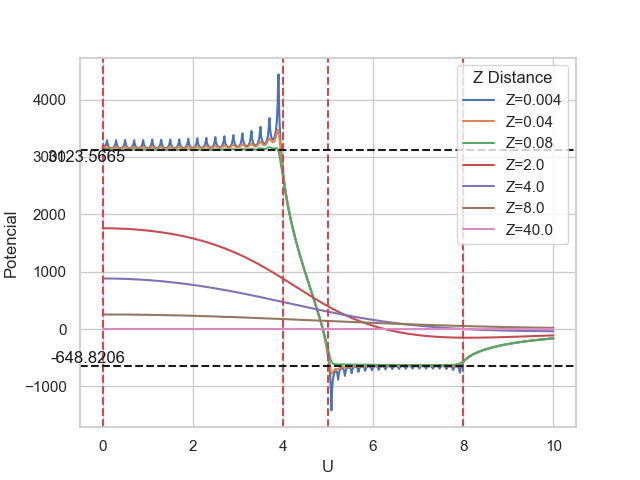 Z Distance
Z=0.004
Z=0.04
Z=0.08
Z=2.0
Z=4.0
Z=8.0
Z=40.0
4000
3000
3123.5665
2000
1000
0
-648.8206
−1000
Potencial
0 2 4 6 8 10
U